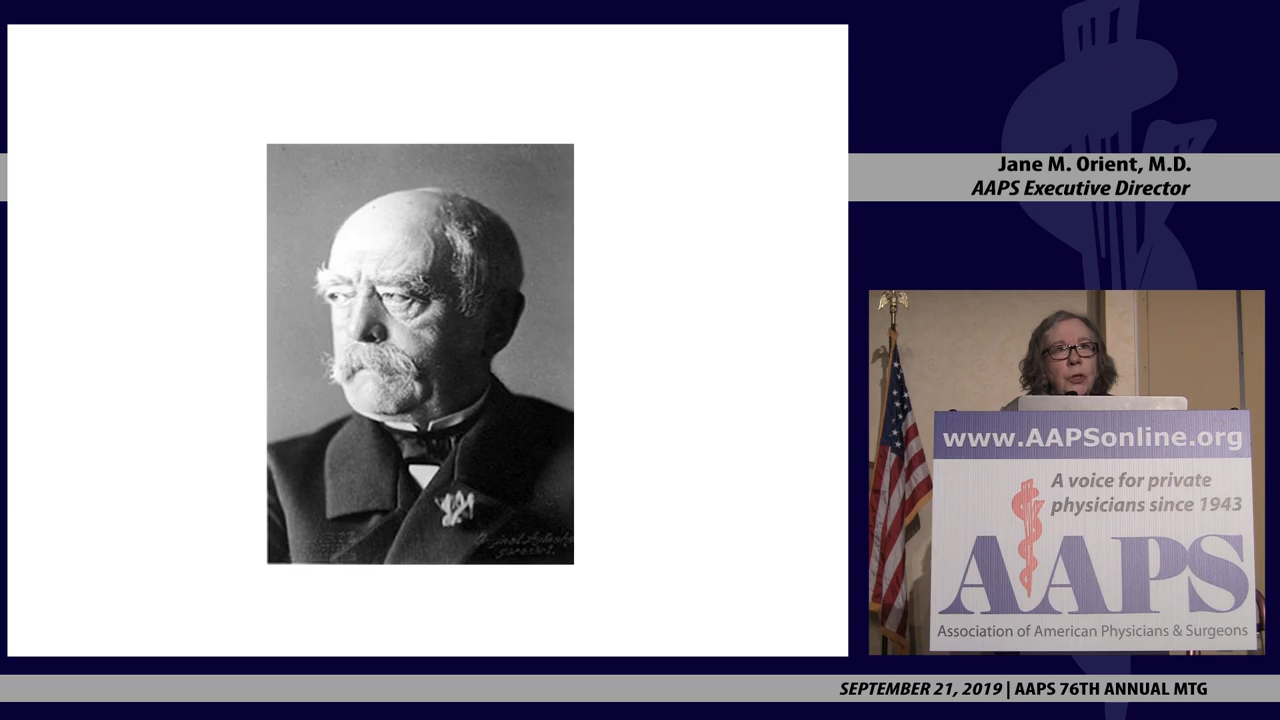 Jane M. Orient, M.D.
AAPS Executive Director
www.AAPSonline.org
A voice for private
physicians since 1943
AAPS
Association of American Physicians & Surgeons
SEPTEMBER 21, 2019 | AAPS 76TH ANNUAL MTG